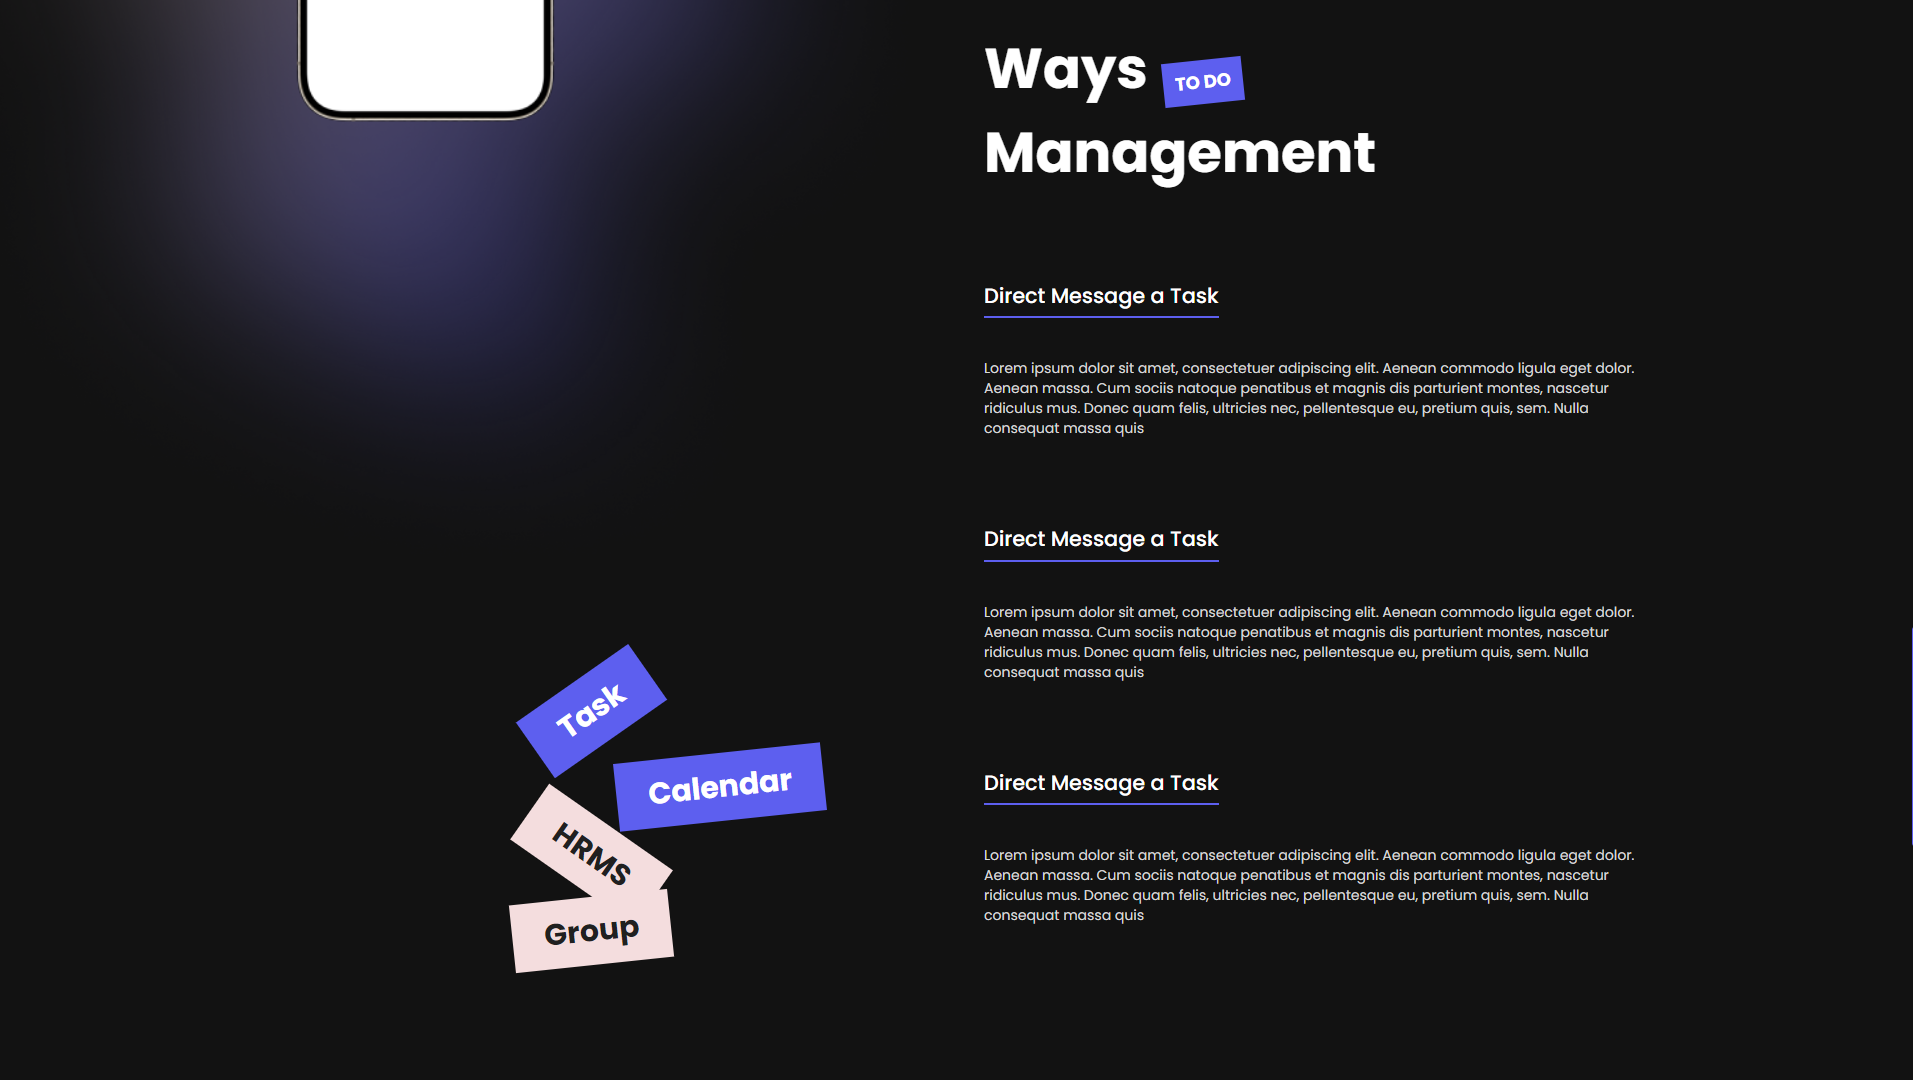 Ways TO DO
Management
Direct Message a Task
Lorem ipsum dolor sit amet, consectetuer adipiscing elit. Aenean commodo ligula eget dolor.
Aenean massa. Cum sociis natoque penatibus et magnis dis parturient montes, nascetur
ridiculus mus. Donec quam felis, ultricies nec, pellentesque eu, pretium quis, sem. Nulla
consequat massa quis
Direct Message a Task
Lorem ipsum dolor sit amet, consectetuer adipiscing elit. Aenean commodo ligula eget dolor.
Aenean massa. Cum sociis natoque penatibus et magnis dis parturient montes, nascetur
ridiculus mus. Donec quam felis, ultricies nec, pellentesque eu, pretium quis, sem. Nulla
consequat massa quis
Direct Message a Task
Lorem ipsum dolor sit amet, consectetuer adipiscing elit. Aenean commodo ligula eget dolor.
Aenean massa. Cum sociis natoque penatibus et magnis dis parturient montes, nascetur
ridiculus mus. Donec quam felis, ultricies nec, pellentesque eu, pretium quis, sem. Nulla
consequat massa quis
Task
Calendar
HRMS
Group